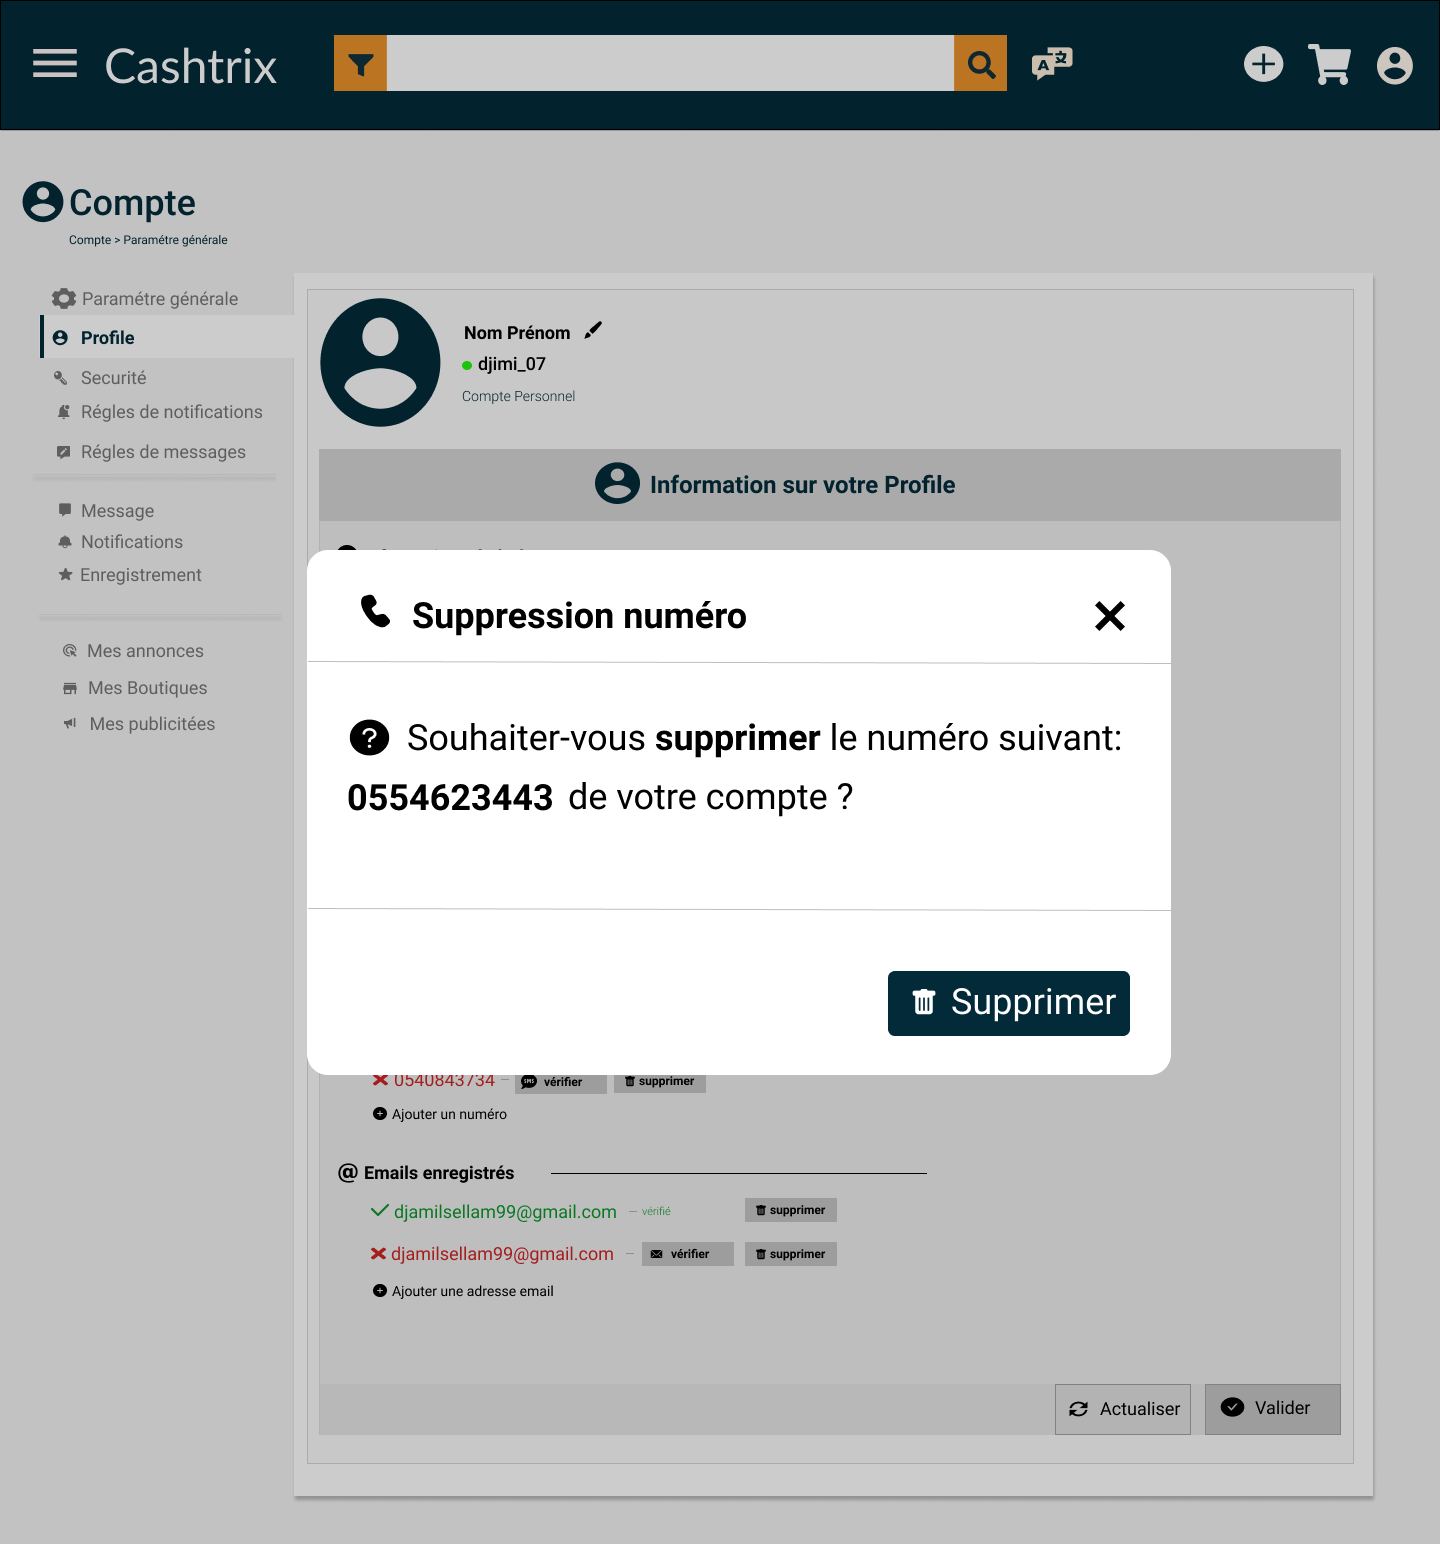 Cashtrix
Compte
Compte > Paramétre générale
Paramétre générale
Profile
Securité
Régles de notifications
Régles de messages
Message
Notifications
Enregistrement
Mes annonces
Mes Boutiques
Mes publicitées
Nom Prénom
djimi_07
Compte Personnel
Information sur votre Profile
Suppression numéro
Souhaiter-vous supprimer le numéro suivant:
0554623443 de votre compte ?
Supprimer
0540843734 – SMS vérifier supprimer
Ajouter un numéro
@ Emails enregistrés
djamilsellam99@gmail.com – vérifié supprimer
djamilsellam99@gmail.com – vérifier supprimer
Ajouter une adresse email
Actualiser Valider